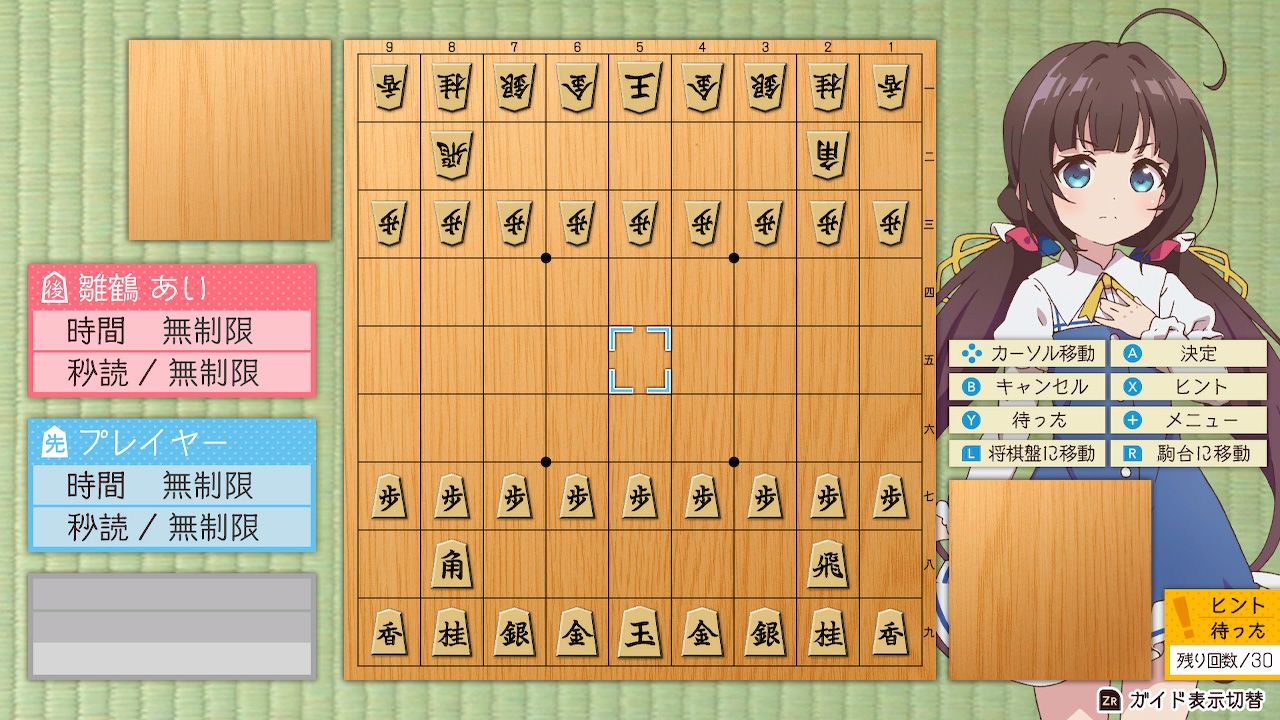 9 8 7 6 5 4 3 2 1
香 桂 銀 金 王 金 銀 桂 香 一
飛 角 二
歩 歩 歩 歩 歩 歩 歩 歩 歩 三
四
五
六
歩 歩 歩 歩 歩 歩 歩 歩 歩 七
角 飛 八
香 桂 銀 金 玉 金 銀 桂 香 九
後 雛鶴 あい
時間 無制限
秒読 / 無制限
先 プレイヤー
時間 無制限
秒読 / 無制限
カーソル移動
A 決定
B キャンセル
X ヒント
Y 待った
+ メニュー
L 将棋盤に移動
R 駒台に移動
! ヒント
待った
残り回数/30
ZR ガイド表示切替